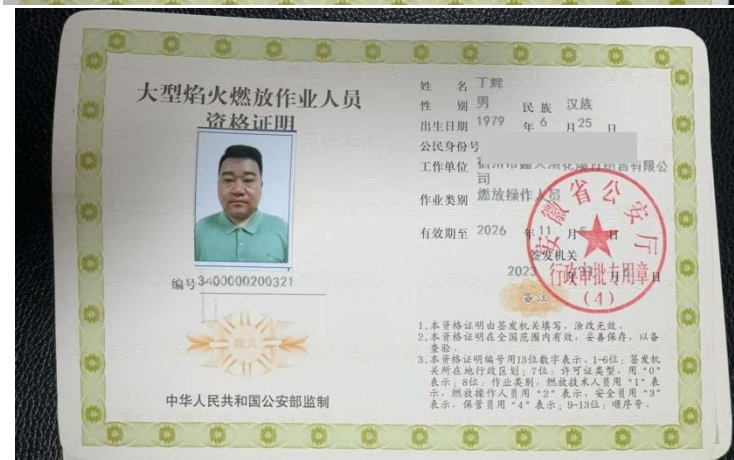 大型焰火燃放作业人员
资格证明
编号 3400000200321
中华人民共和国公安部监制
姓 名 丁辉
性 别 男 民 族 汉族
出生日期 1979 年 6 月 25 日
公民身份号
工作单位 有限公
司
作业类别 燃放操作人员
有效期至 2026 年 11 月 日
签发机关
2023
安徽省公安厅
行政审批专用章
(4)
备注
1.本资格证明由签发机关填写,涂改无效。
2.本资格证明在全国范围内有效,妥善保存,以备
查验。
3.本资格证明编号用13位数字表示,1-6位:签发机
关所在地行政区划;7位:许可证类型,用"0"
表示;8位:作业类别,燃放技术人员用"1"表
示,燃放操作人员用"2"表示,安全员用"3"
表示,保管员用"4"表示;9-13位:顺序号。